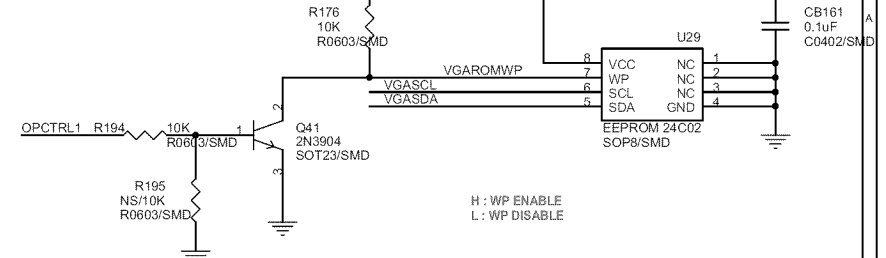 R176
10K
R0603/SMD
CB161
0.1uF
C0402/SMD
A
U29
VGAROMWP
VGASCL
VGASDA
8 VCC NC 1
7 WP NC 2
6 SCL NC 3
5 SDA GND 4
EEPROM 24C02
SOP8/SMD
OPCTRL1 R194 10K
R0603/SMD
1
2
3
Q41
2N3904
SOT23/SMD
R195
NS/10K
R0603/SMD
H : WP ENABLE
L : WP DISABLE